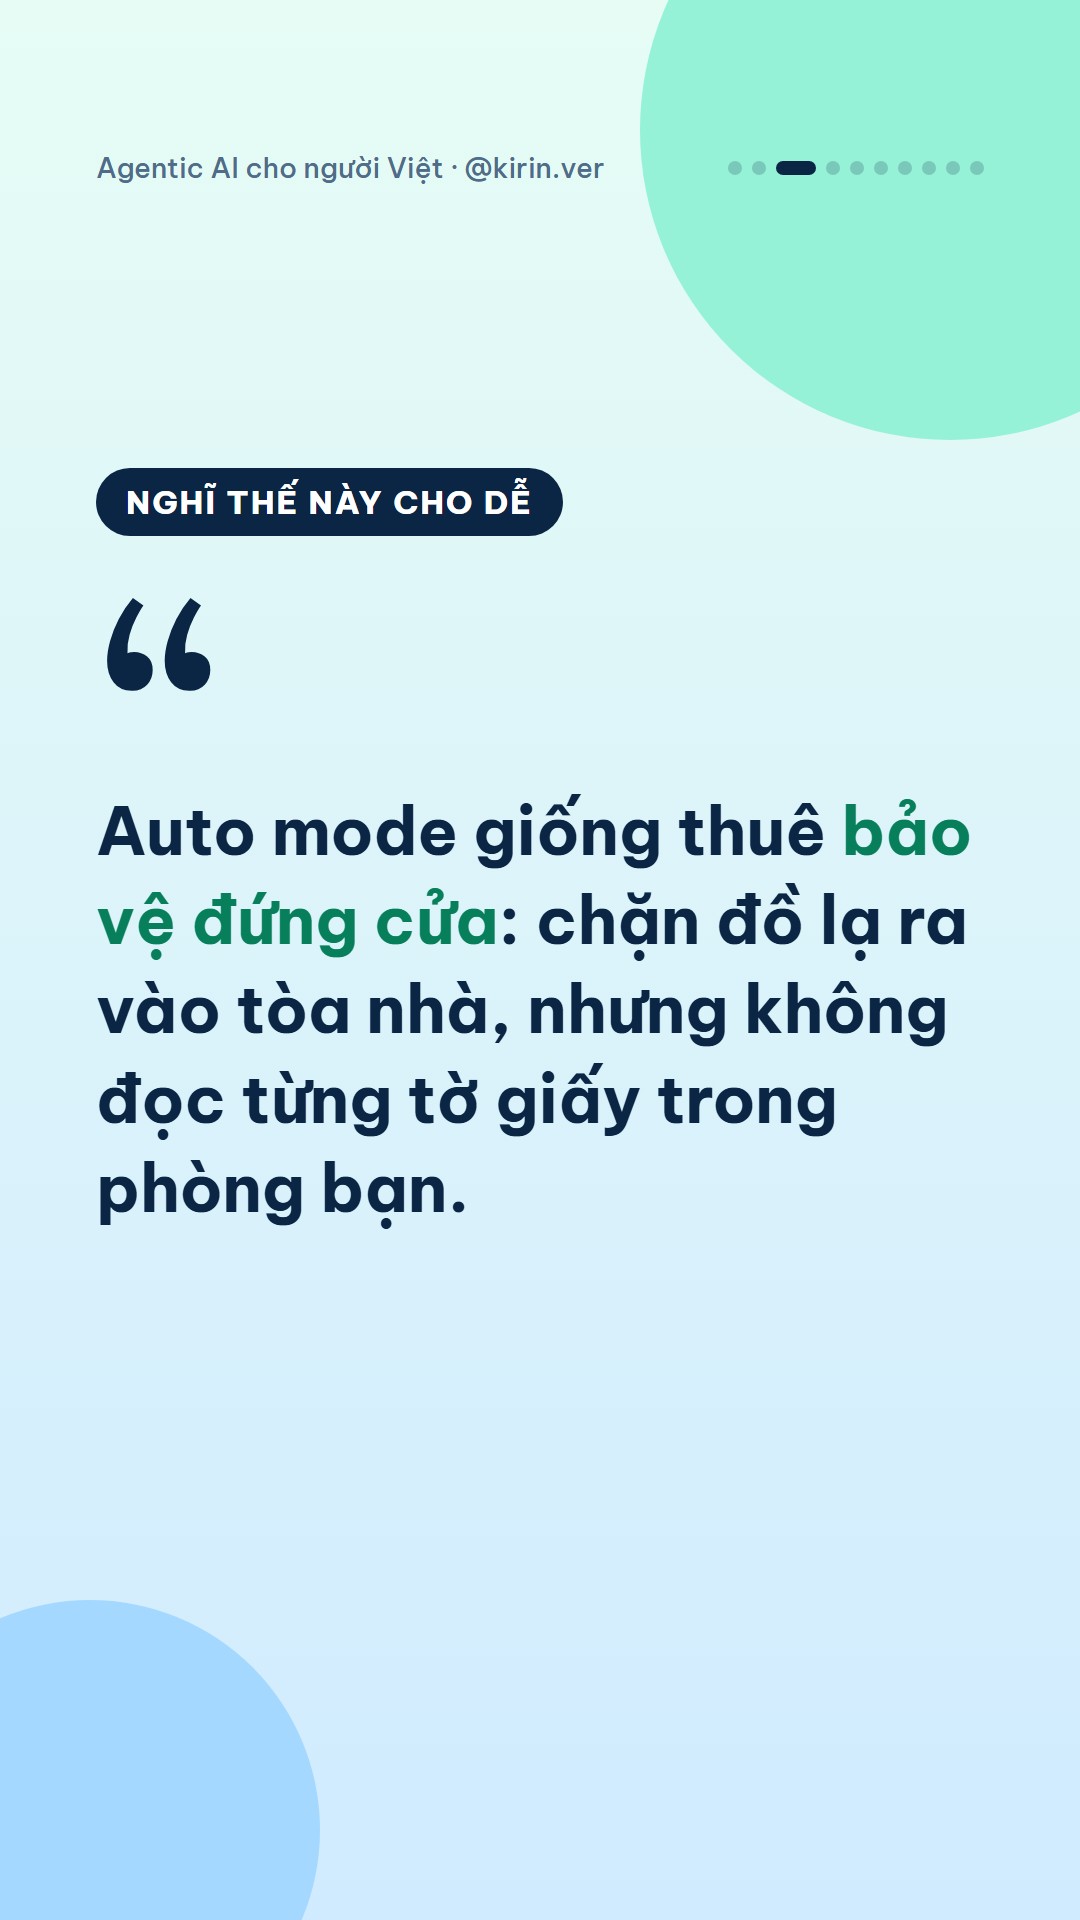 Agentic AI cho người Việt · @kirin.ver
NGHĨ THẾ NÀY CHO DỄ
“
Auto mode giống thuê bảo
vệ đứng cửa: chặn đồ lạ ra
vào tòa nhà, nhưng không
đọc từng tờ giấy trong
phòng bạn.